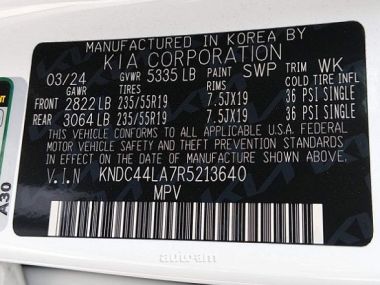 MANUFACTURED IN KOREA BY
KIA CORPORATION
03/24 GVWR 5335 LB PAINT SWP TRIM WK
GAWR TIRES RIMS COLD TIRE INFL
FRONT 2822 LB 235/55R19 7.5JX19 36 PSI SINGLE
REAR 3064 LB 235/55R19 7.5JX19 36 PSI SINGLE
THIS VEHICLE CONFORMS TO ALL APPLICABLE U.S.A. FEDERAL
MOTOR VEHICLE SAFETY AND THEFT PREVENTION STANDARDS
IN EFFECT ON THE DATE OF MANUFACTURE SHOWN ABOVE.
V.I.N KNDC44LA7R5213640
MPV
A30